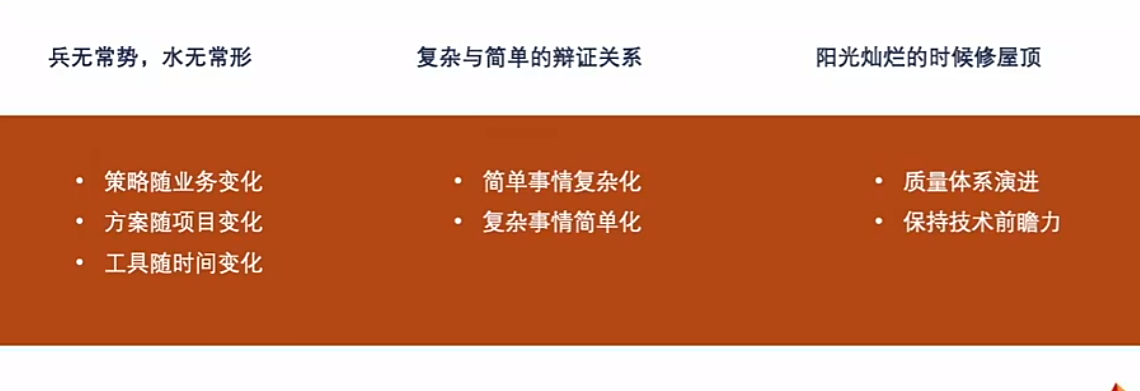 兵无常势，水无常形
复杂与简单的辩证关系
阳光灿烂的时候修屋顶
• 策略随业务变化
• 方案随项目变化
• 工具随时间变化
• 简单事情复杂化
• 复杂事情简单化
• 质量体系演进
• 保持技术前瞻力